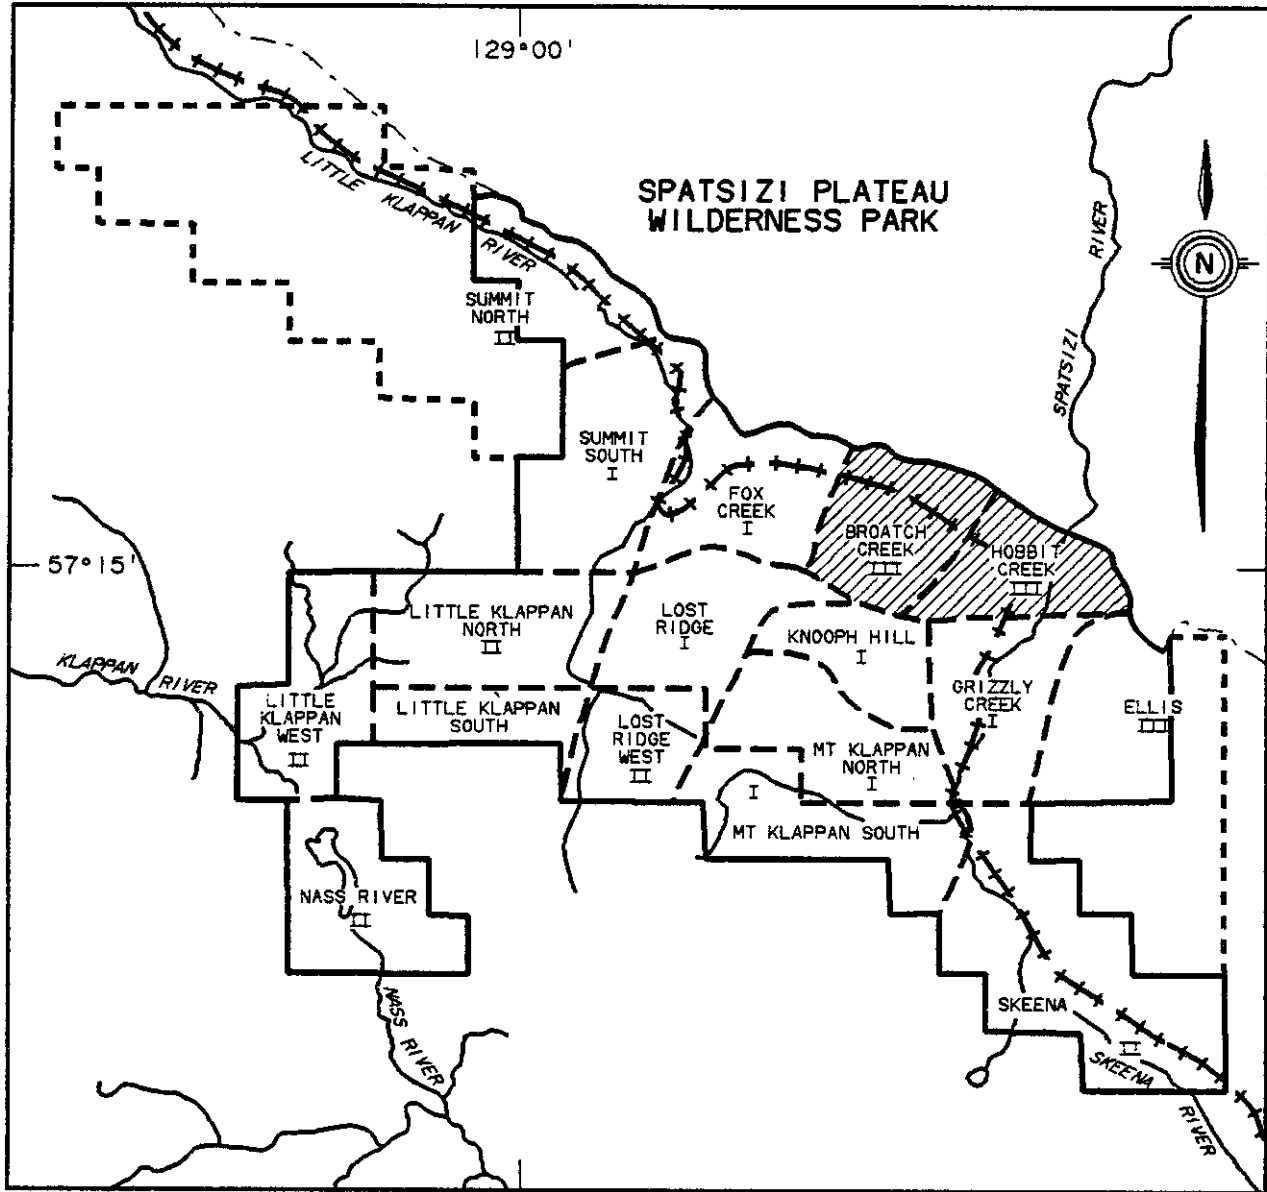 129°00'
SPATSIZI PLATEAU
WILDERNESS PARK
LITTLE KLAPPAN RIVER
SPATSIZI RIVER
N
SUMMIT
NORTH
II
SUMMIT
SOUTH
I
FOX
CREEK
I
BROATCH
CREEK
III
HOBBIT
CREEK
III
57°15'
LITTLE KLAPPAN
NORTH
II
LOST
RIDGE
I
KNOOPH HILL
I
KLAPPAN RIVER
LITTLE
KLAPPAN
WEST
II
LITTLE KLAPPAN
SOUTH
LOST
RIDGE
WEST
II
GRIZZLY
CREEK
I
ELLIS
III
MT KLAPPAN
NORTH
I
I
MT KLAPPAN SOUTH
NASS RIVER
II
NASS RIVER
SKEENA
II
SKEENA RIVER